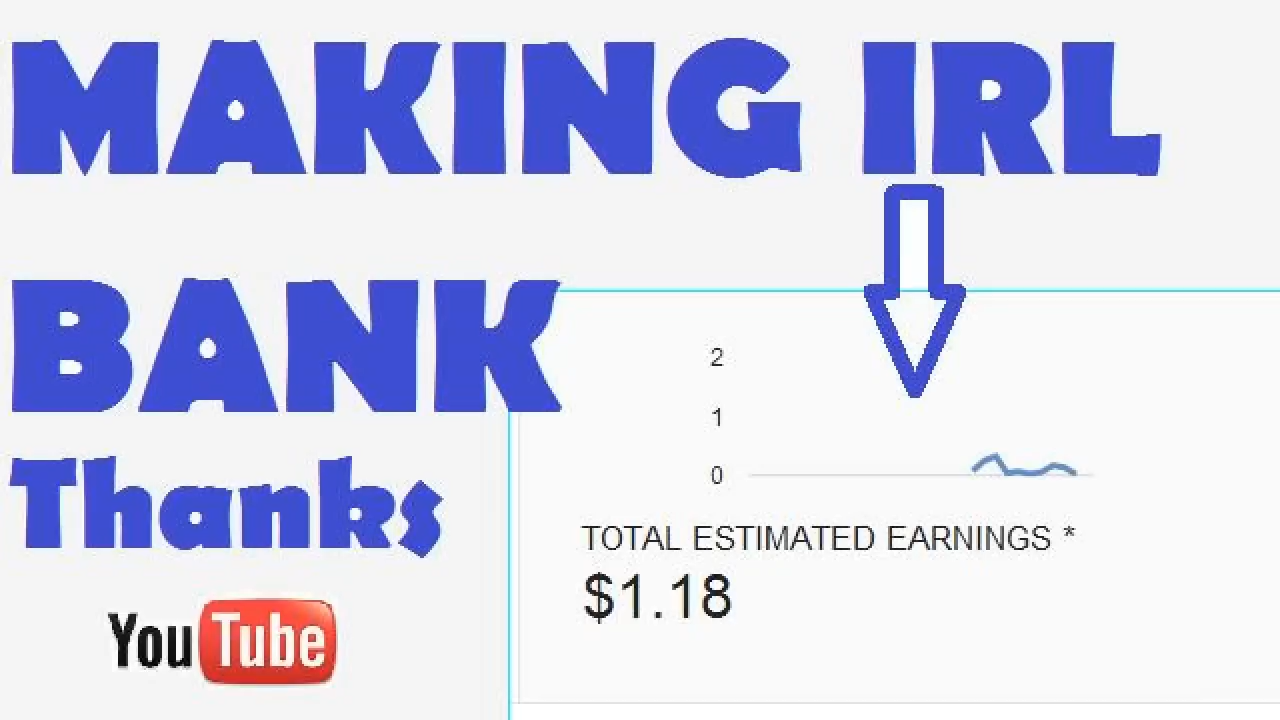 MAKING IRL
BANK
Thanks
YouTube
2
1
0
TOTAL ESTIMATED EARNINGS *
$1.18